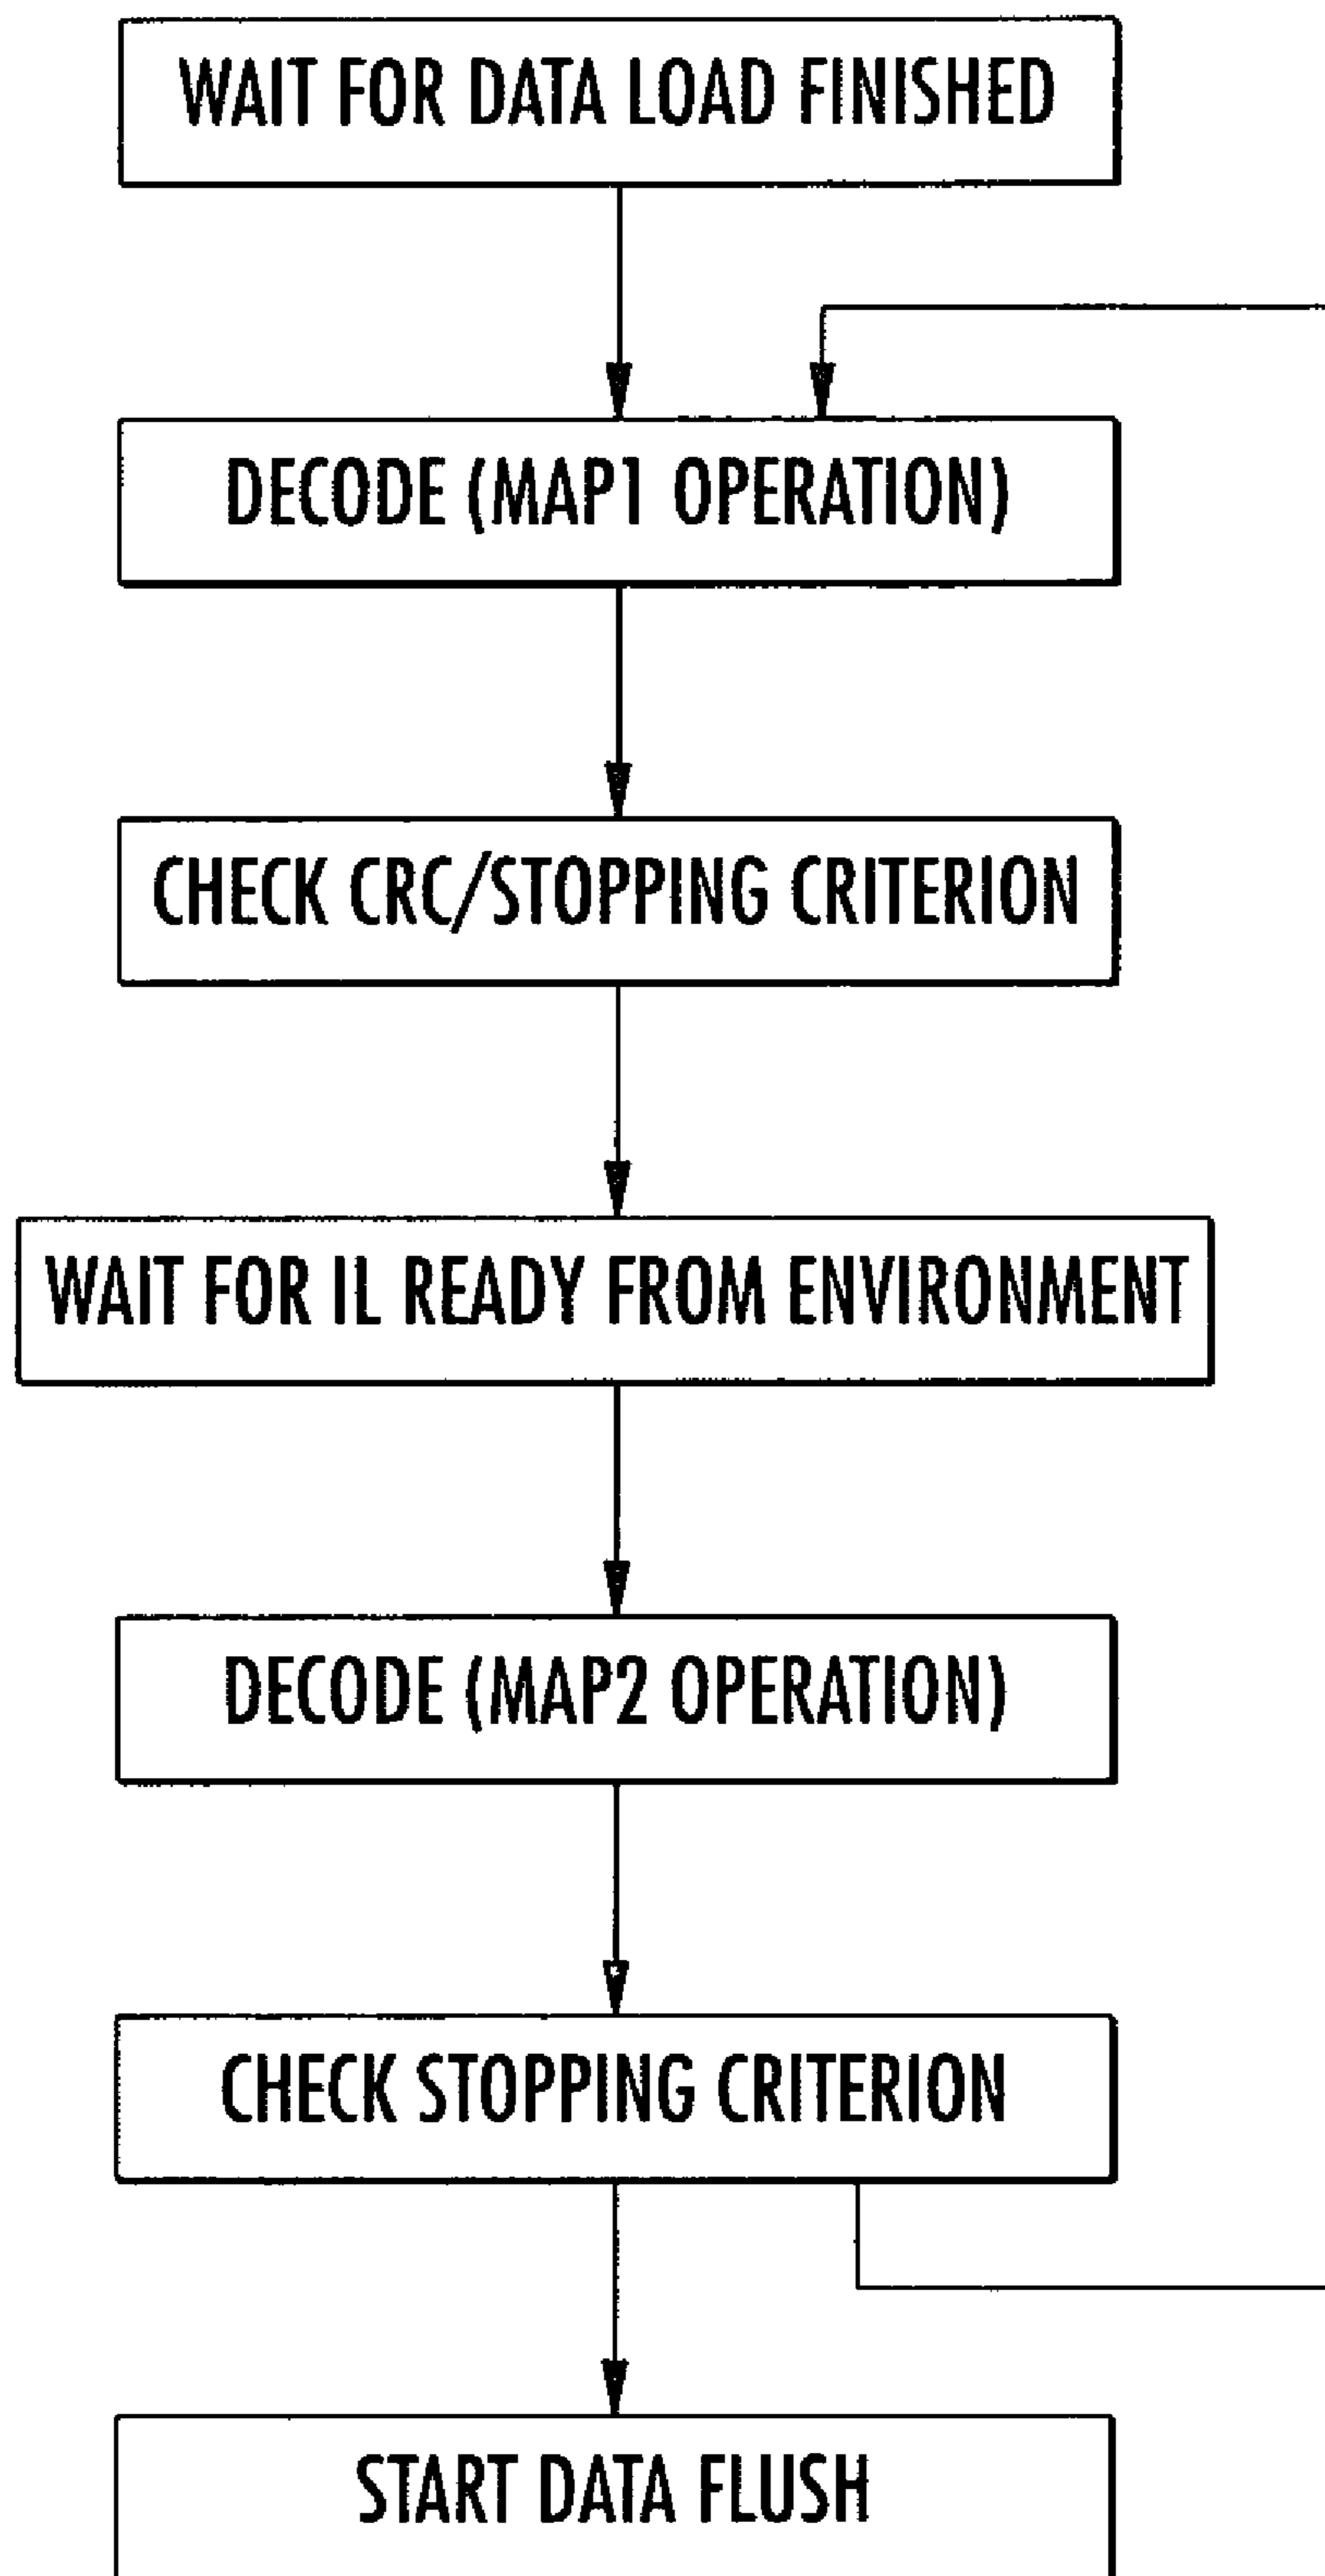 WAIT FOR DATA LOAD FINISHED
DECODE (MAP1 OPERATION)
CHECK CRC/STOPPING CRITERION
WAIT FOR IL READY FROM ENVIRONMENT
DECODE (MAP2 OPERATION)
CHECK STOPPING CRITERION
START DATA FLUSH